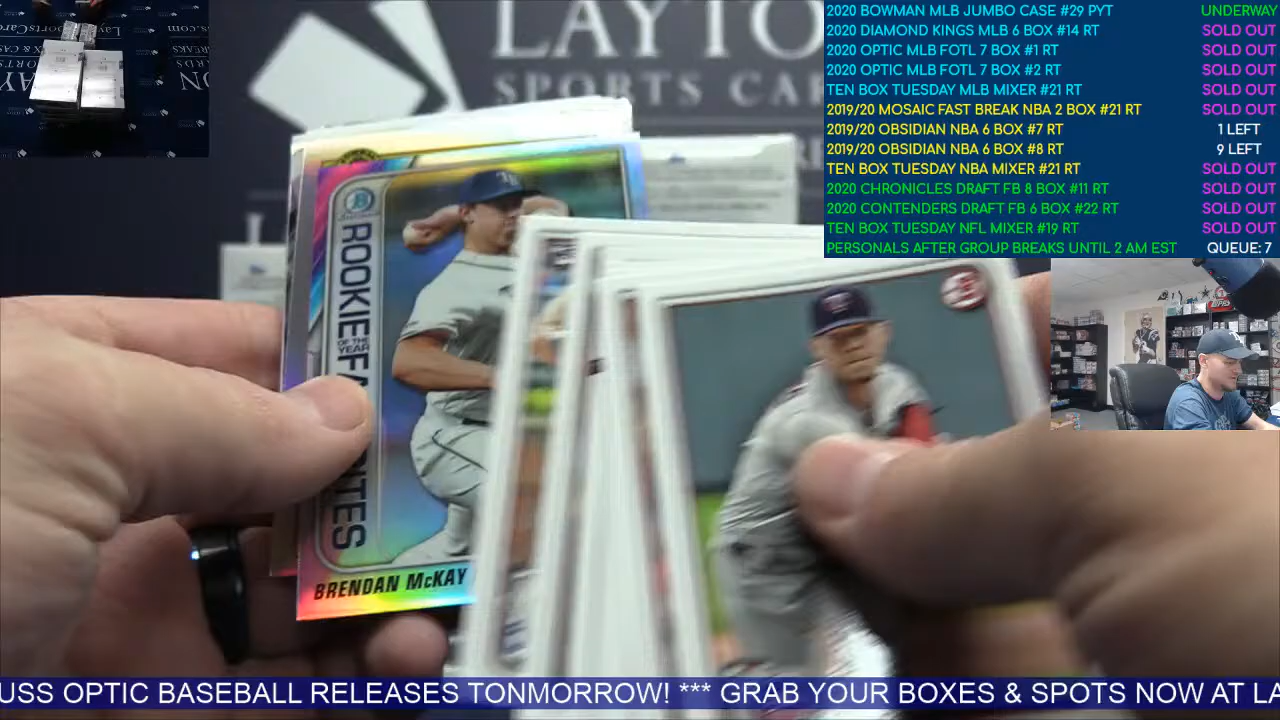 LAYTO
SPORTS CA
2020 BOWMAN MLB JUMBO CASE #29 PYT UNDERWAY
2020 DIAMOND KINGS MLB 6 BOX #14 RT SOLD OUT
2020 OPTIC MLB FOTL 7 BOX #1 RT SOLD OUT
2020 OPTIC MLB FOTL 7 BOX #2 RT SOLD OUT
TEN BOX TUESDAY MLB MIXER #21 RT SOLD OUT
2019/20 MOSAIC FAST BREAK NBA 2 BOX #21 RT SOLD OUT
2019/20 OBSIDIAN NBA 6 BOX #7 RT 1 LEFT
2019/20 OBSIDIAN NBA 6 BOX #8 RT 9 LEFT
TEN BOX TUESDAY NBA MIXER #21 RT SOLD OUT
2020 CHRONICLES DRAFT FB 8 BOX #11 RT SOLD OUT
2020 CONTENDERS DRAFT FB 6 BOX #22 RT SOLD OUT
TEN BOX TUESDAY NFL MIXER #19 RT SOLD OUT
PERSONALS AFTER GROUP BREAKS UNTIL 2 AM EST QUEUE: 7
ROOKIE OF THE YEAR FA ITES
BRENDAN McKAY
USS OPTIC BASEBALL RELEASES TONMORROW! *** GRAB YOUR BOXES & SPOTS NOW AT LA